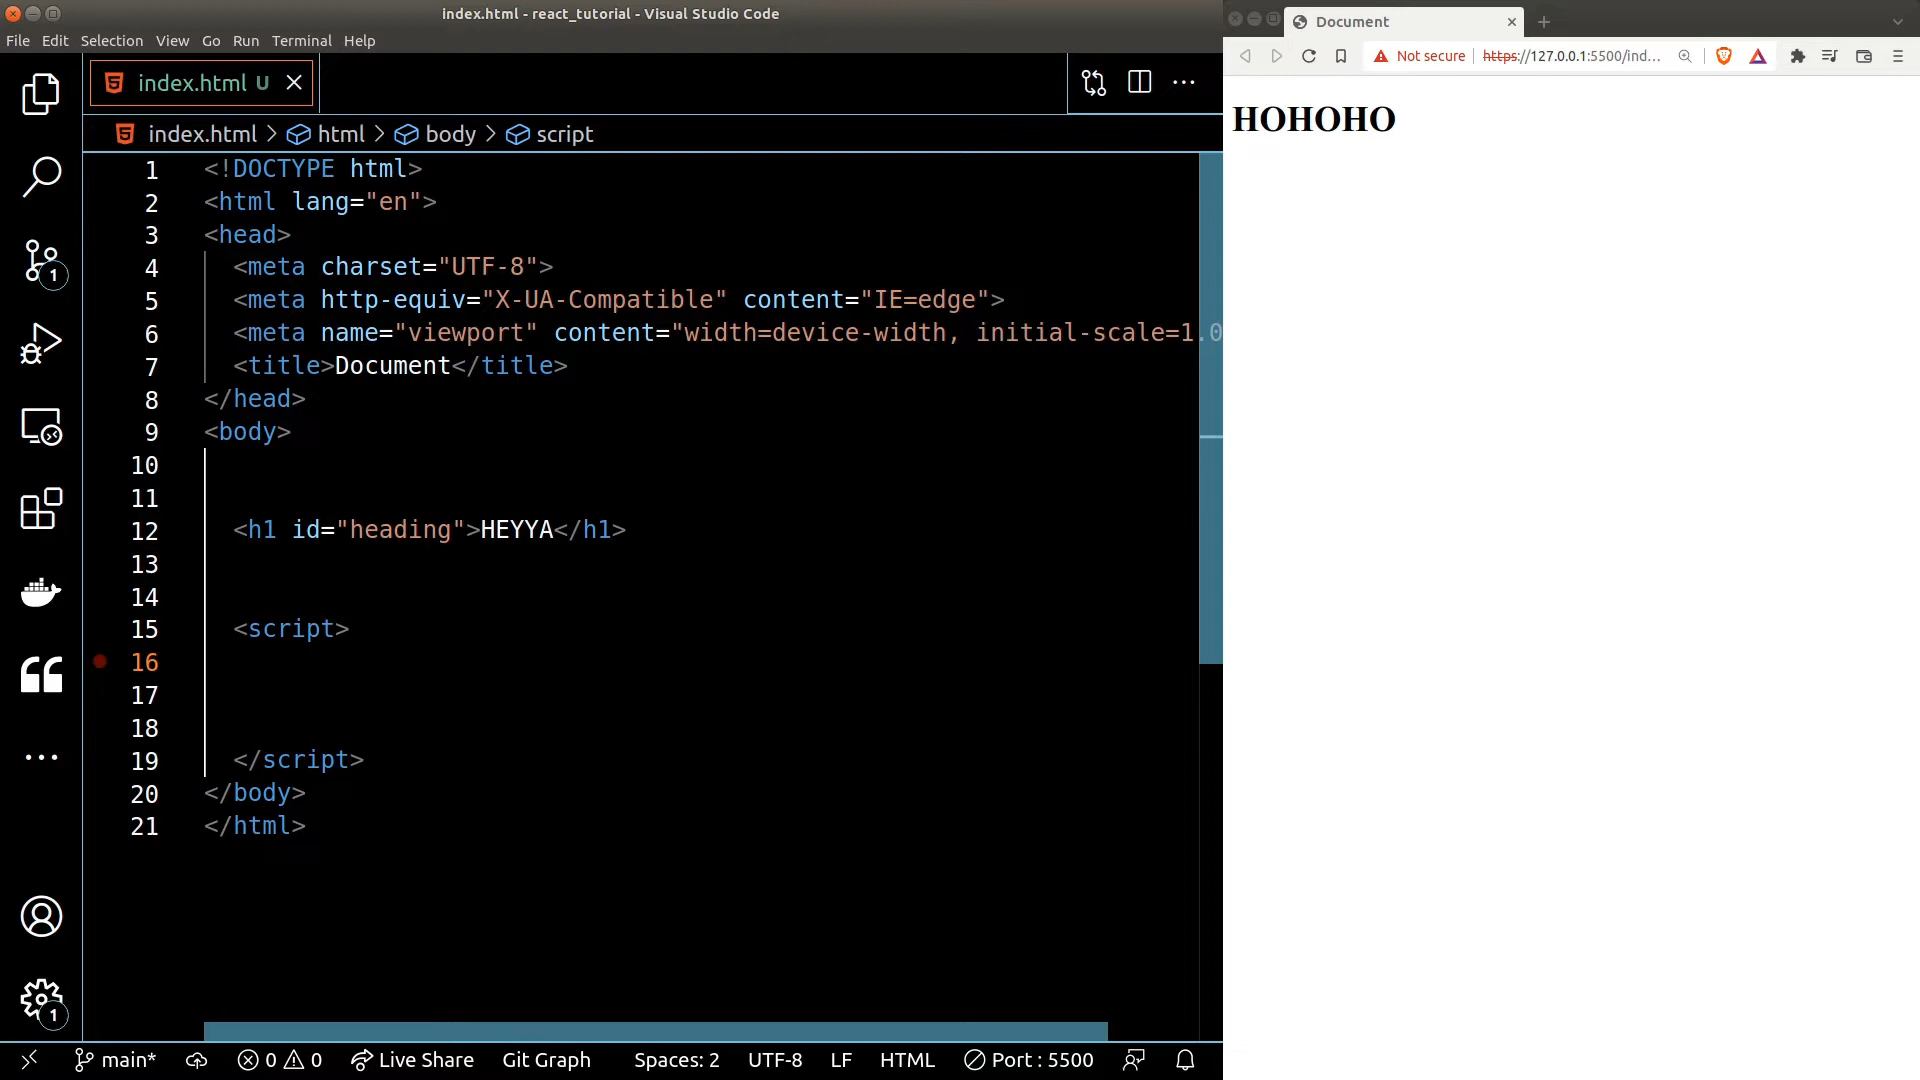 index.html - react_tutorial - Visual Studio Code
File Edit Selection View Go Run Terminal Help
index.html U
index.html > html > body > script
1 <!DOCTYPE html>
2 <html lang="en">
3 <head>
4 <meta charset="UTF-8">
5 <meta http-equiv="X-UA-Compatible" content="IE=edge">
6 <meta name="viewport" content="width=device-width, initial-scale=1.0
7 <title>Document</title>
8 </head>
9 <body>
10
11
12 <h1 id="heading">HEYYA</h1>
13
14
15 <script>
16
17
18
19 </script>
20 </body>
21 </html>
1
1
main* 0 0 Live Share Git Graph Spaces: 2 UTF-8 LF HTML Port : 5500
Document
Not secure https://127.0.0.1:5500/ind...
HOHOHO